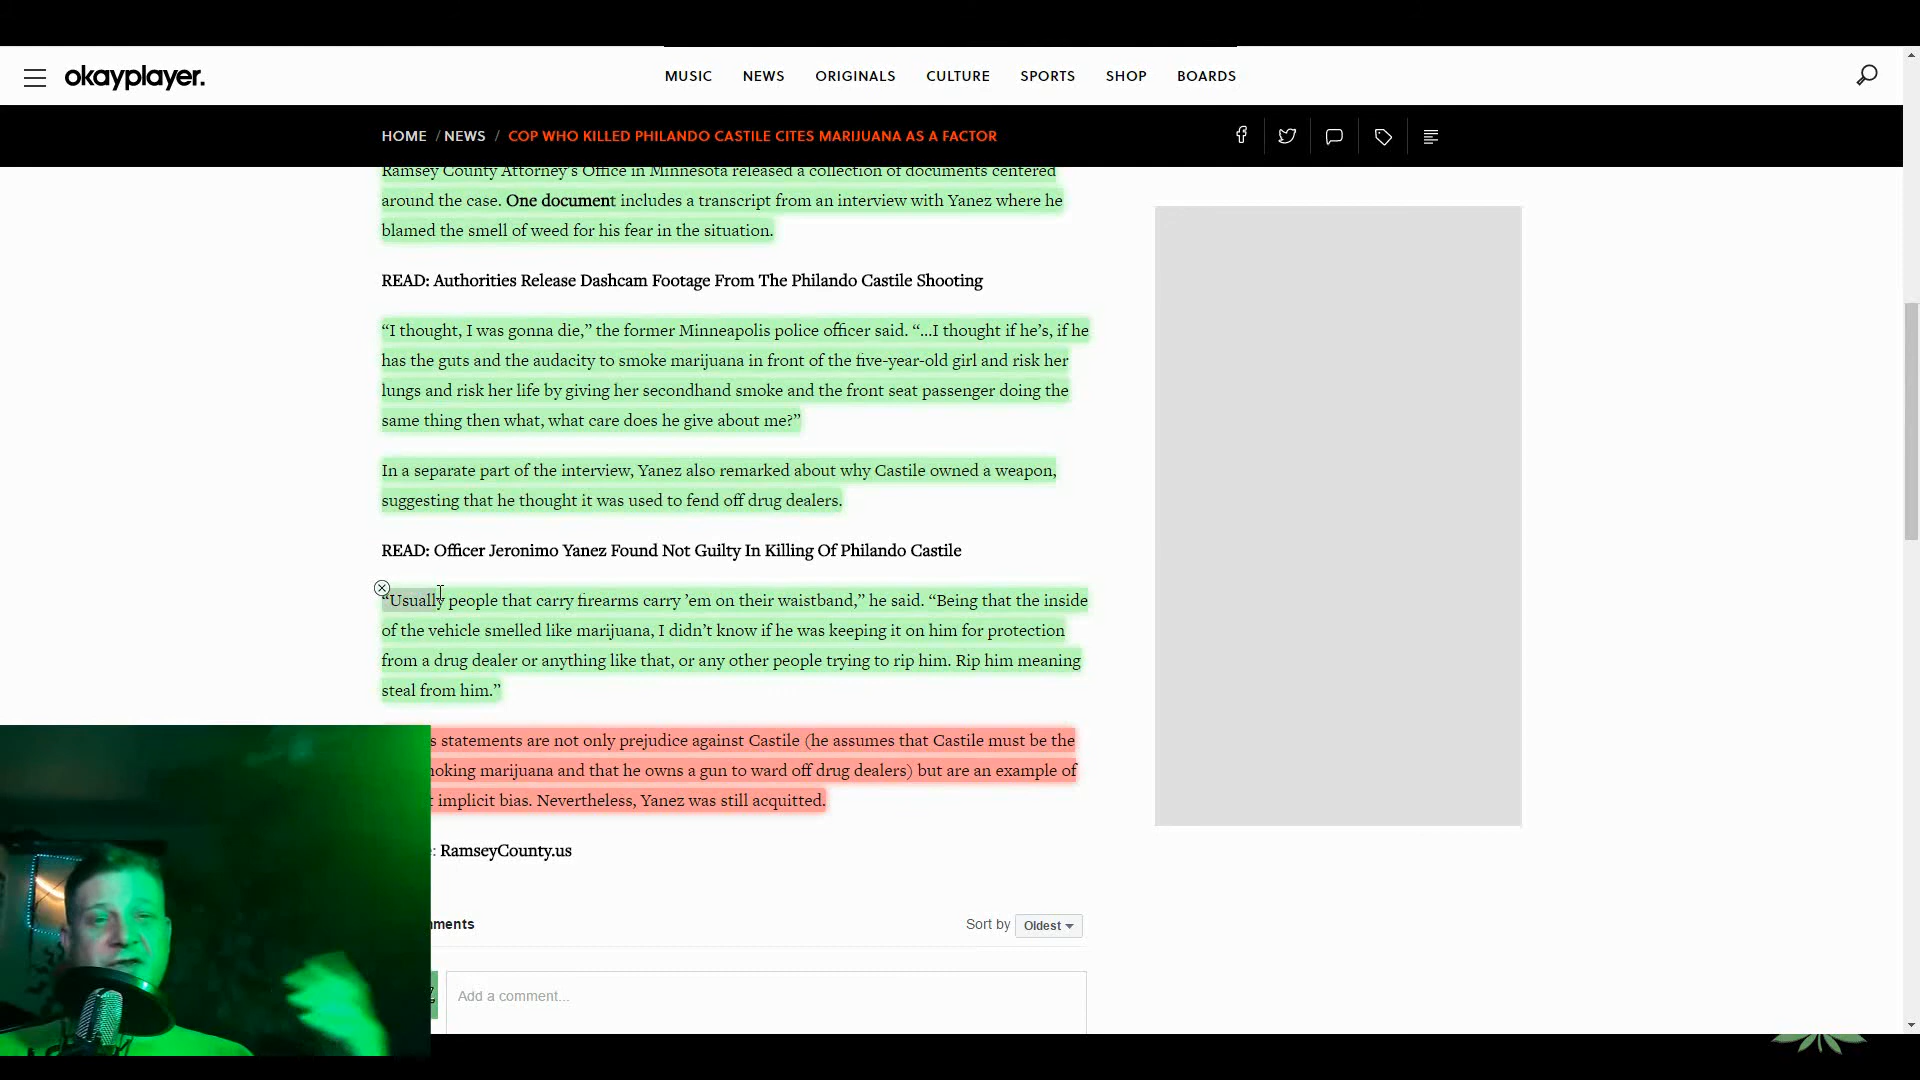 okayplayer.
MUSIC NEWS ORIGINALS CULTURE SPORTS SHOP BOARDS
HOME / NEWS / COP WHO KILLED PHILANDO CASTILE CITES MARIJUANA AS A FACTOR
Ramsey County Attorney's Office in Minnesota released a collection of documents centered
around the case. One document includes a transcript from an interview with Yanez where he
blamed the smell of weed for his fear in the situation.
READ: Authorities Release Dashcam Footage From The Philando Castile Shooting
“I thought, I was gonna die,” the former Minneapolis police officer said. “…I thought if he’s, if he
has the guts and the audacity to smoke marijuana in front of the five-year-old girl and risk her
lungs and risk her life by giving her secondhand smoke and the front seat passenger doing the
same thing then what, what care does he give about me?”
In a separate part of the interview, Yanez also remarked about why Castile owned a weapon,
suggesting that he thought it was used to fend off drug dealers.
READ: Officer Jeronimo Yanez Found Not Guilty In Killing Of Philando Castile
“Usually people that carry firearms carry ’em on their waistband,” he said. “Being that the inside
of the vehicle smelled like marijuana, I didn’t know if he was keeping it on him for protection
from a drug dealer or anything like that, or any other people trying to rip him. Rip him meaning
steal from him.”
s statements are not only prejudice against Castile (he assumes that Castile must be the
oking marijuana and that he owns a gun to ward off drug dealers) but are an example of
t implicit bias. Nevertheless, Yanez was still acquitted.
: RamseyCounty.us
mments
Sort by Oldest
Add a comment...